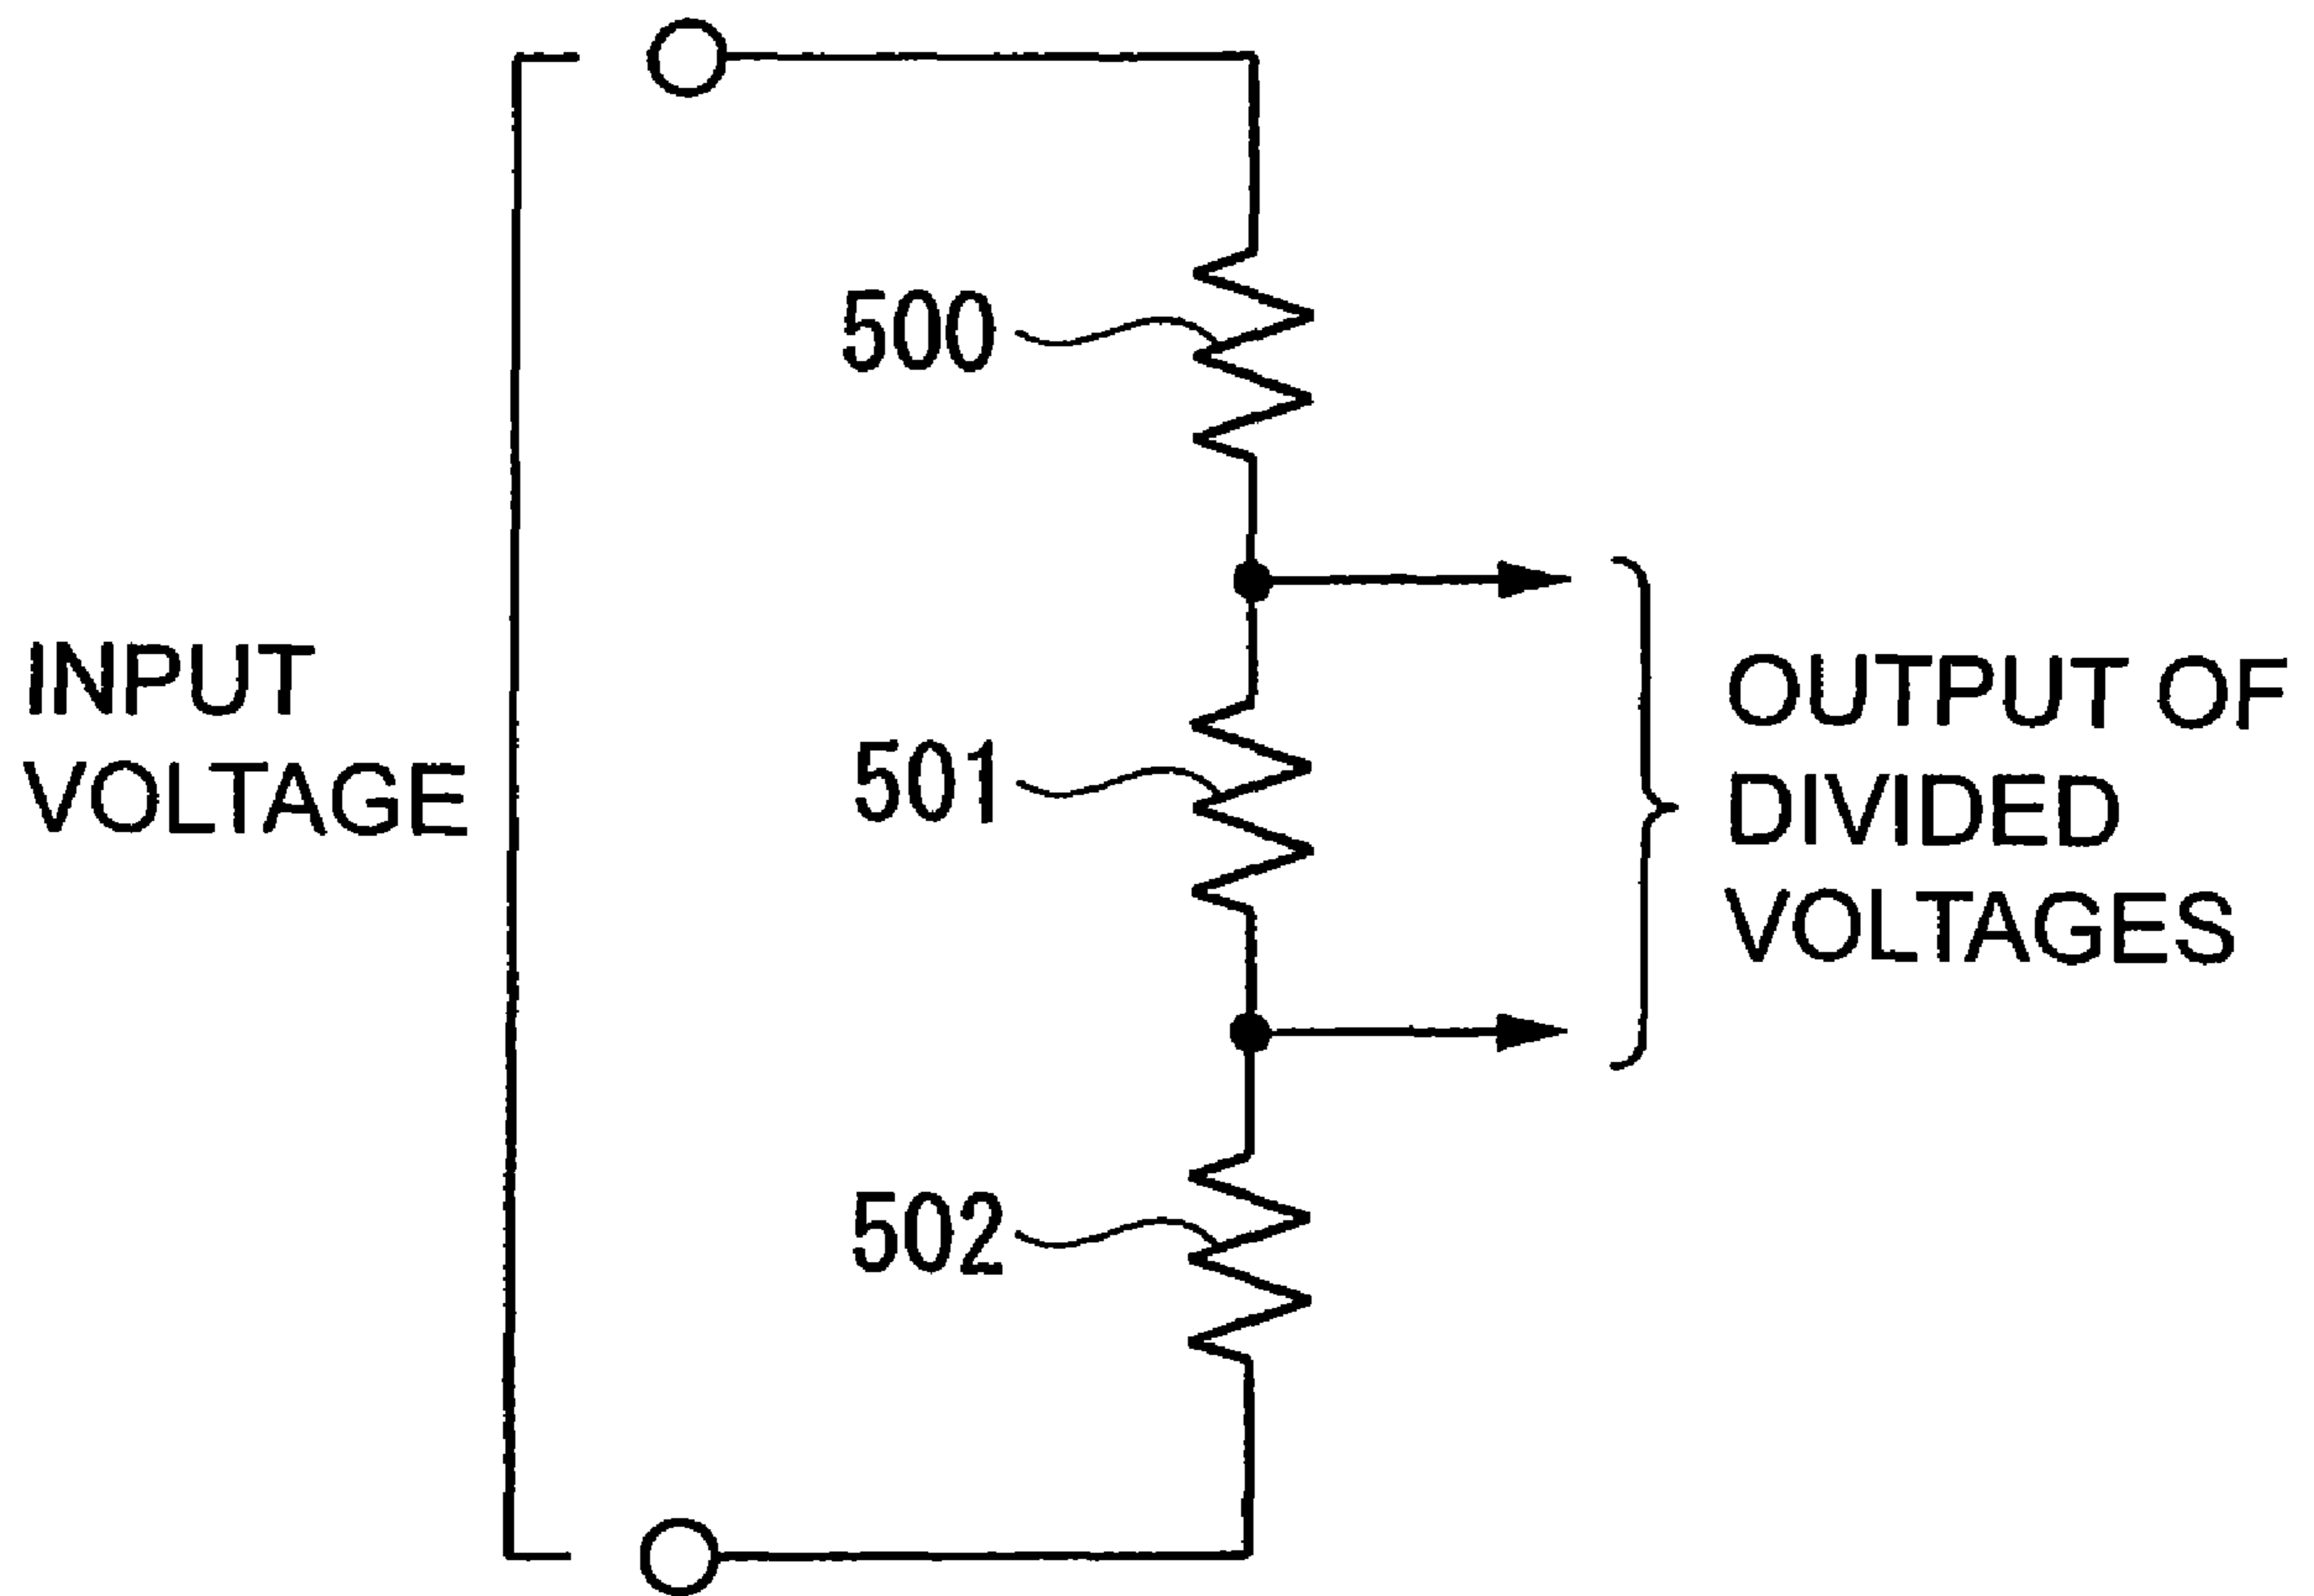 500
INPUT
VOLTAGE
501
OUTPUT OF
DIVIDED
VOLTAGES
502